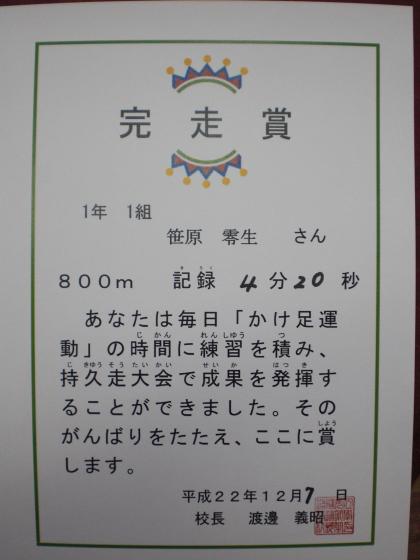 完走賞
1年 1組
笹原 零生 さん
800m 記録 4分20秒
あなたは毎日「かけ足運
動」の時間に練習を積み、
持久走大会で成果を発揮す
ることができました。その
がんばりをたたえ、ここに賞
します。
平成22年12月7日
校長 渡邊 義昭